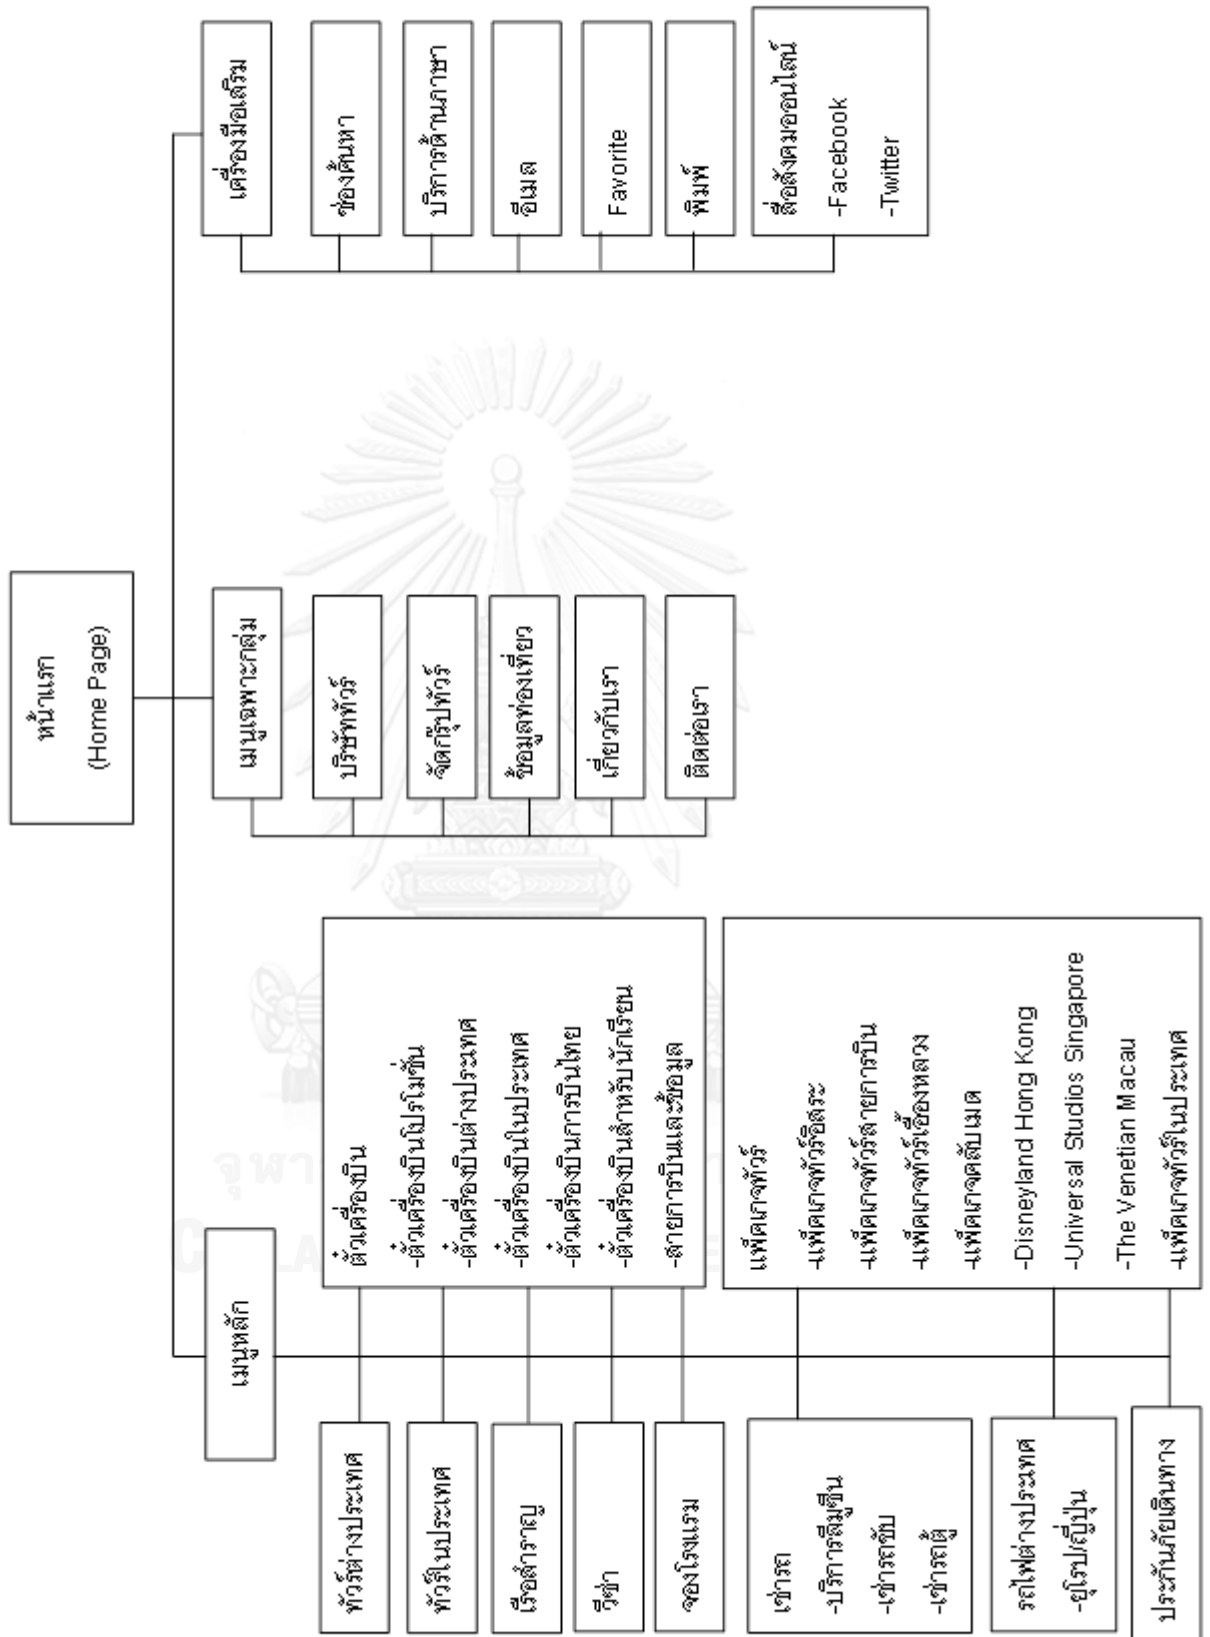 หน้าแรก
(Home Page)
เมนูหลัก
ทัวร์ต่างประเทศ
ทัวร์ในประเทศ
เรือสำราญ
วีซ่า
จองโรงแรม
เช่ารถ
-บริการลีมูซีน
-เช่ารถขับ
-เช่ารถตู้
รถไฟต่างประเทศ
-ยุโรป/ญี่ปุ่น
ประกันภัยเดินทาง
ตั๋วเครื่องบิน
-ตั๋วเครื่องบินโปรโมชั่น
-ตั๋วเครื่องบินต่างประเทศ
-ตั๋วเครื่องบินในประเทศ
-ตั๋วเครื่องบินการบินไทย
-ตั๋วเครื่องบินสำหรับนักเรียน
-สายการบินและข้อมูล
แพ็คเกจทัวร์
-แพ็คเกจทัวร์อิสระ
-แพ็คเกจทัวร์สายการบิน
-แพ็คเกจทัวร์เอื้องหลวง
-แพ็คเกจคลับเมด
-Disneyland Hong Kong
-Universal Studios Singapore
-The Venetian Macau
-แพ็คเกจทัวร์ในประเทศ
เมนูเฉพาะกลุ่ม
บริษัททัวร์
จัดกรุ๊ปทัวร์
ข้อมูลท่องเที่ยว
เกี่ยวกับเรา
ติดต่อเรา
เครื่องมือเสริม
ช่องค้นหา
บริการด้านภาษา
อีเมล
Favorite
พิมพ์
สื่อสังคมออนไลน์
-Facebook
-Twitter